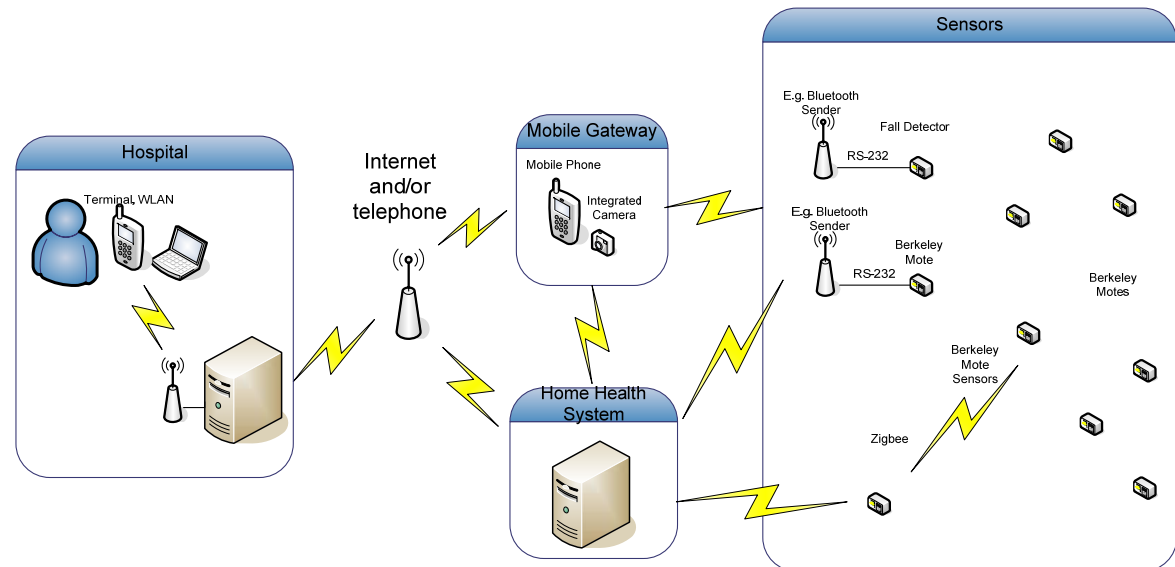 Sensors
E.g. Bluetooth
Sender
Fall Detector
RS-232
Mobile Gateway
Mobile Phone
Integrated
Camera
Hospital
Terminal, WLAN
Internet
and/or
telephone
E.g. Bluetooth
Sender
Berkeley
Mote
RS-232
Berkeley
Motes
Berkeley
Mote
Sensors
Home Health
System
Zigbee